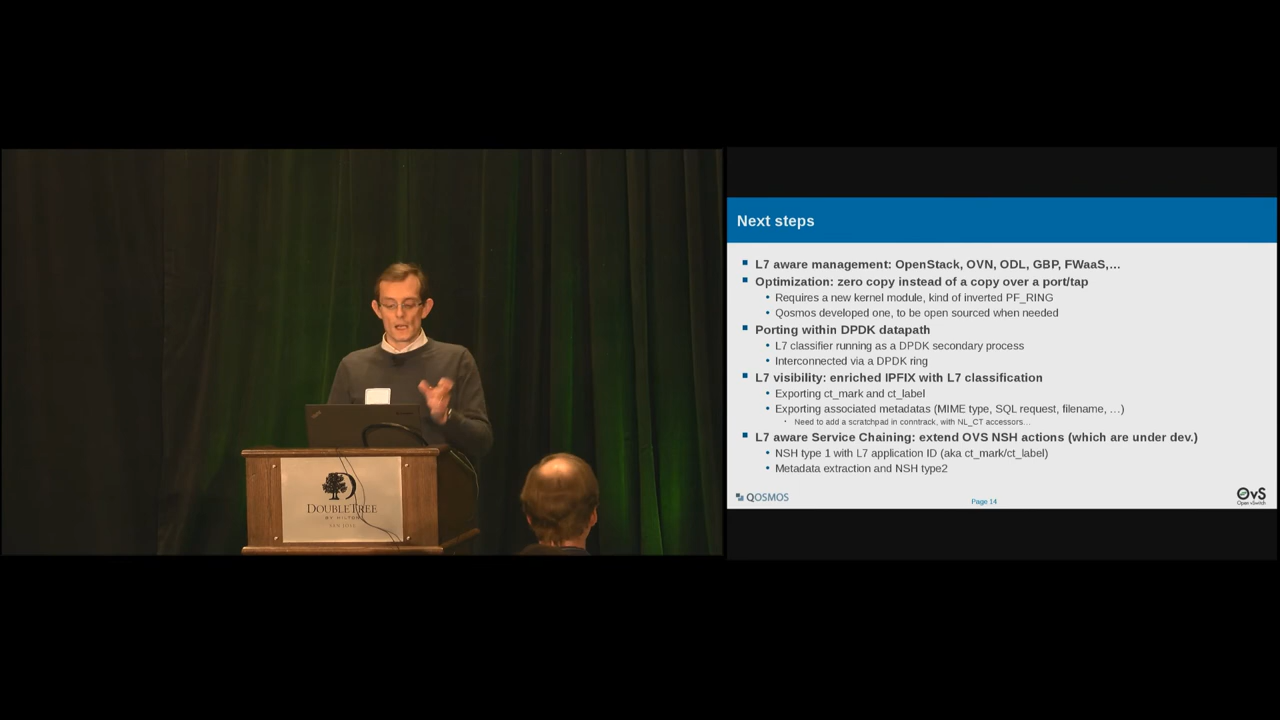 DOUBLETREE
BY HILTON
SAN JOSE
Next steps
L7 aware management: OpenStack, OVN, ODL, GBP, FWaaS,…
Optimization: zero copy instead of a copy over a port/tap
Requires a new kernel module, kind of inverted PF_RING
Qosmos developed one, to be open sourced when needed
Porting within DPDK datapath
L7 classifier running as a DPDK secondary process
Interconnected via a DPDK ring
L7 visibility: enriched IPFIX with L7 classification
Exporting ct_mark and ct_label
Exporting associated metadatas (MIME type, SQL request, filename, …)
Need to add a scratchpad in conntrack, with NL_CT accessors…
L7 aware Service Chaining: extend OVS NSH actions (which are under dev.)
NSH type 1 with L7 application ID (aka ct_mark/ct_label)
Metadata extraction and NSH type2
QOSMOS
Page 14
OvS
Open vSwitch